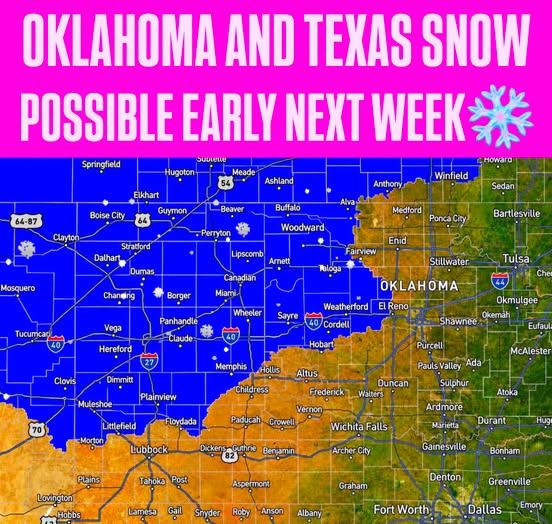 OKLAHOMA AND TEXAS SNOW
POSSIBLE EARLY NEXT WEEK
Springfield
Hugoton
Meade
Ashland
Anthony
Winfield
Howard
Sedan
54
Elkhart
Guymon
Beaver
Buffalo
Alva
Medford
Ponca City
Bartlesville
64-87
Boise City
64
Clayton
Stratford
Perryton
Woodward
Enid
Lipscomb
Arnett
Fairview
Stillwater
Tulsa
Dalhart
Dumas
Canadian
Taloga
OKLAHOMA
44
Mosquero
Channing
Borger
Miami
Wheeler
Weatherford
El Reno
Okmulgee
Tucumcari
Vega
Panhandle
Sayre
40
Cordell
Shawnee
Okemah
Eufaula
40
Claude
40
Hobart
Purcell
McAlester
Hereford
27
Memphis
Hollis
Altus
Pauls Valley
Ada
Clovis
Dimmitt
Childress
Frederick
Walters
Duncan
Sulphur
Atoka
Muleshoe
Plainview
Vernon
Ardmore
Littlefield
Floydada
Paducah
Crowell
Wichita Falls
Marietta
Durant
70
Morton
Lubbock
Dickens
Guthrie
82
Benjamin
Archer City
Gainesville
Bonham
Plains
Tahoka
Post
Aspermont
Graham
Denton
Greenville
Lovington
Hobbs
Lamesa
Gail
Snyder
Roby
Anson
Albany
Fort Worth
Dallas
Emory